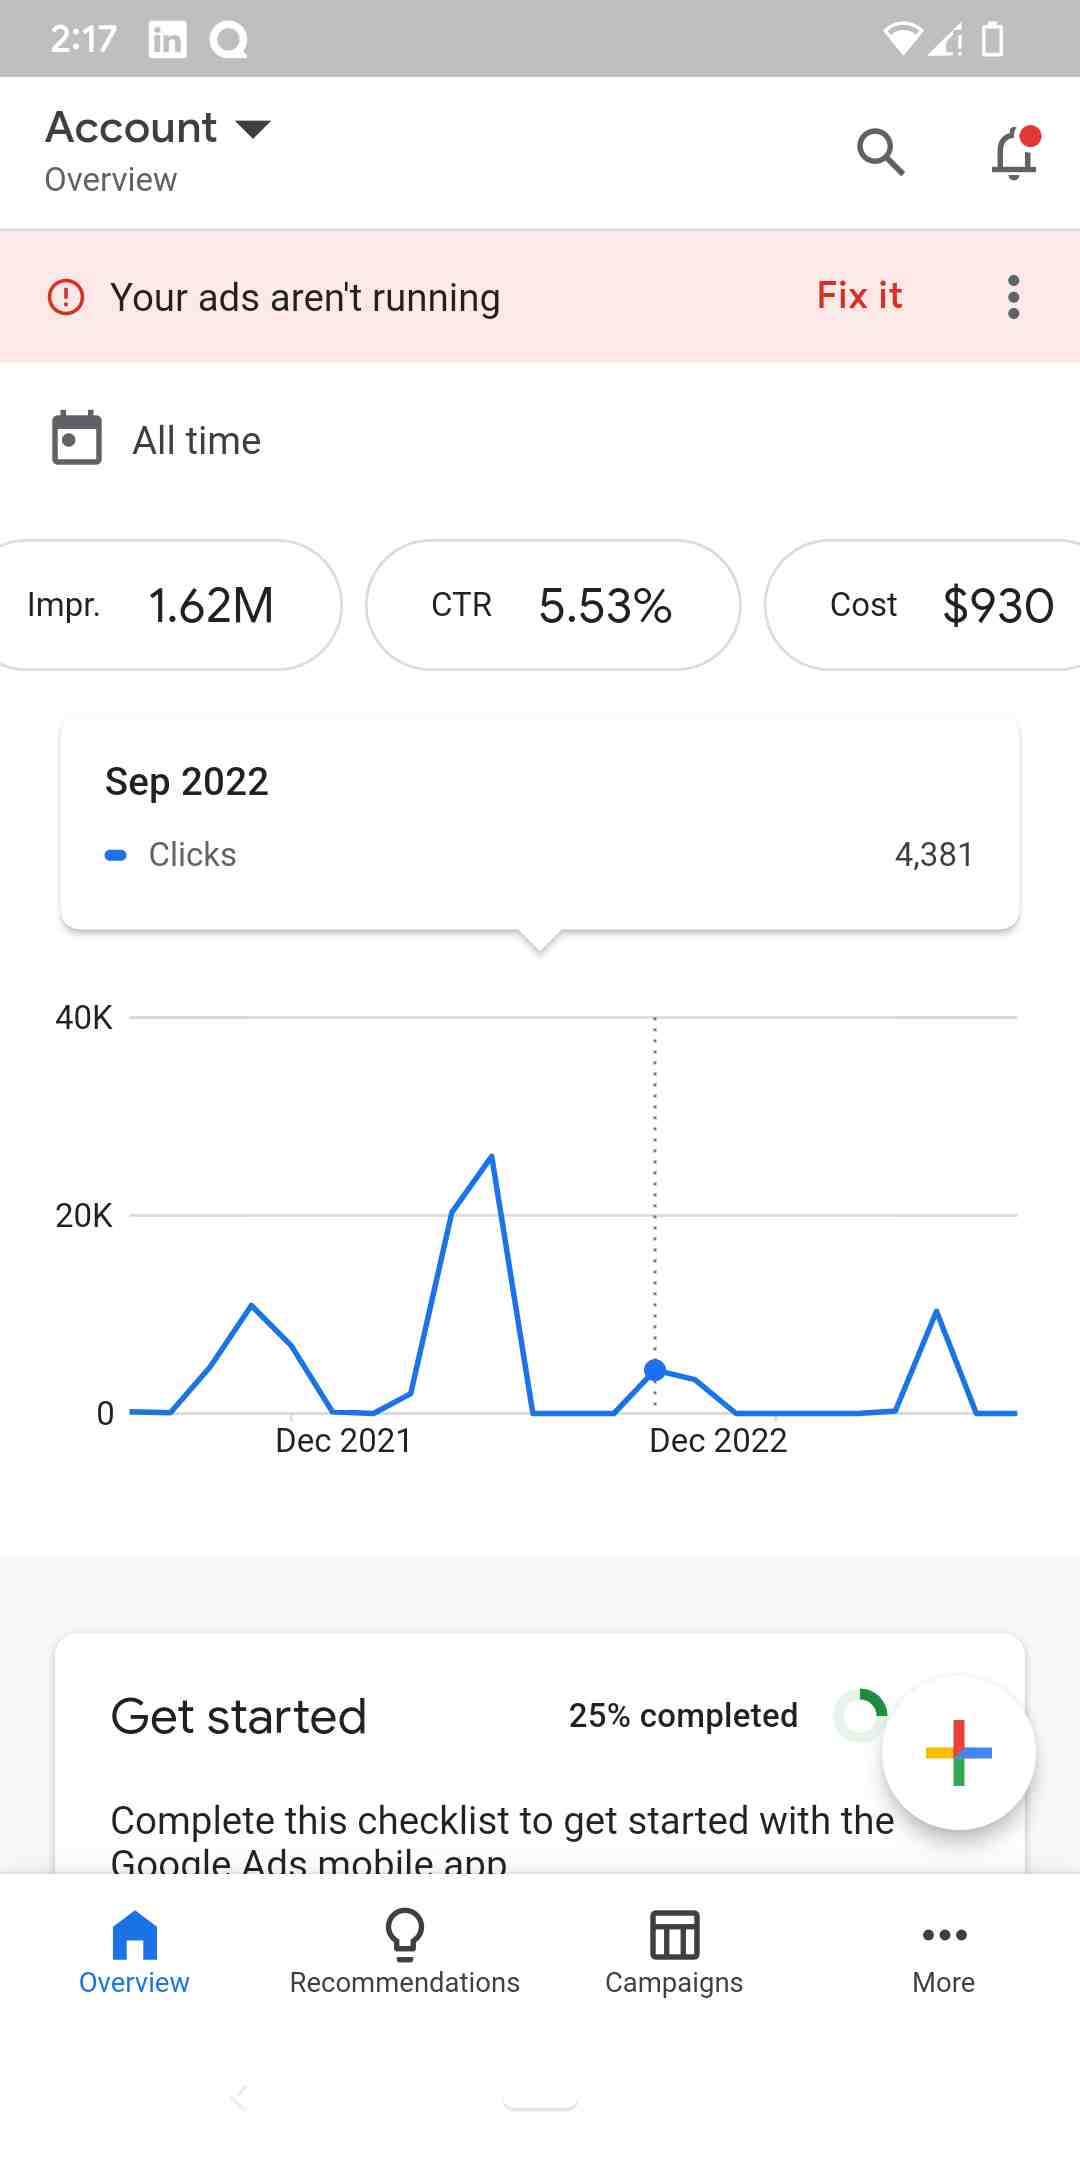 2:17
Account
Overview
Your ads aren't running
Fix it
All time
Impr. 1.62M
CTR 5.53%
Cost $930
Sep 2022
Clicks 4,381
40K
20K
0
Dec 2021 Dec 2022
Get started
25% completed
Complete this checklist to get started with the
Google Ads mobile app
Overview
Recommendations
Campaigns
More